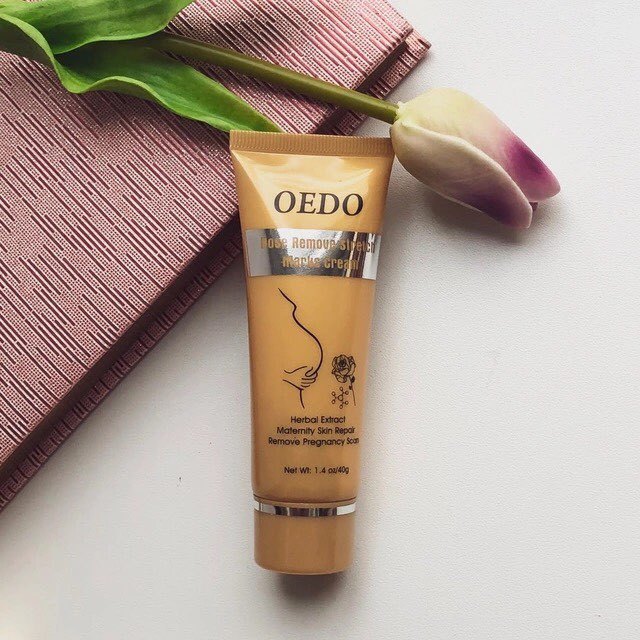 OEDO
Rose Remove Stretch
Marks Cream
Herbal Extract
Maternity Skin Repair
Remove Pregnancy Scars
Net Wt: 1.4 oz/40g